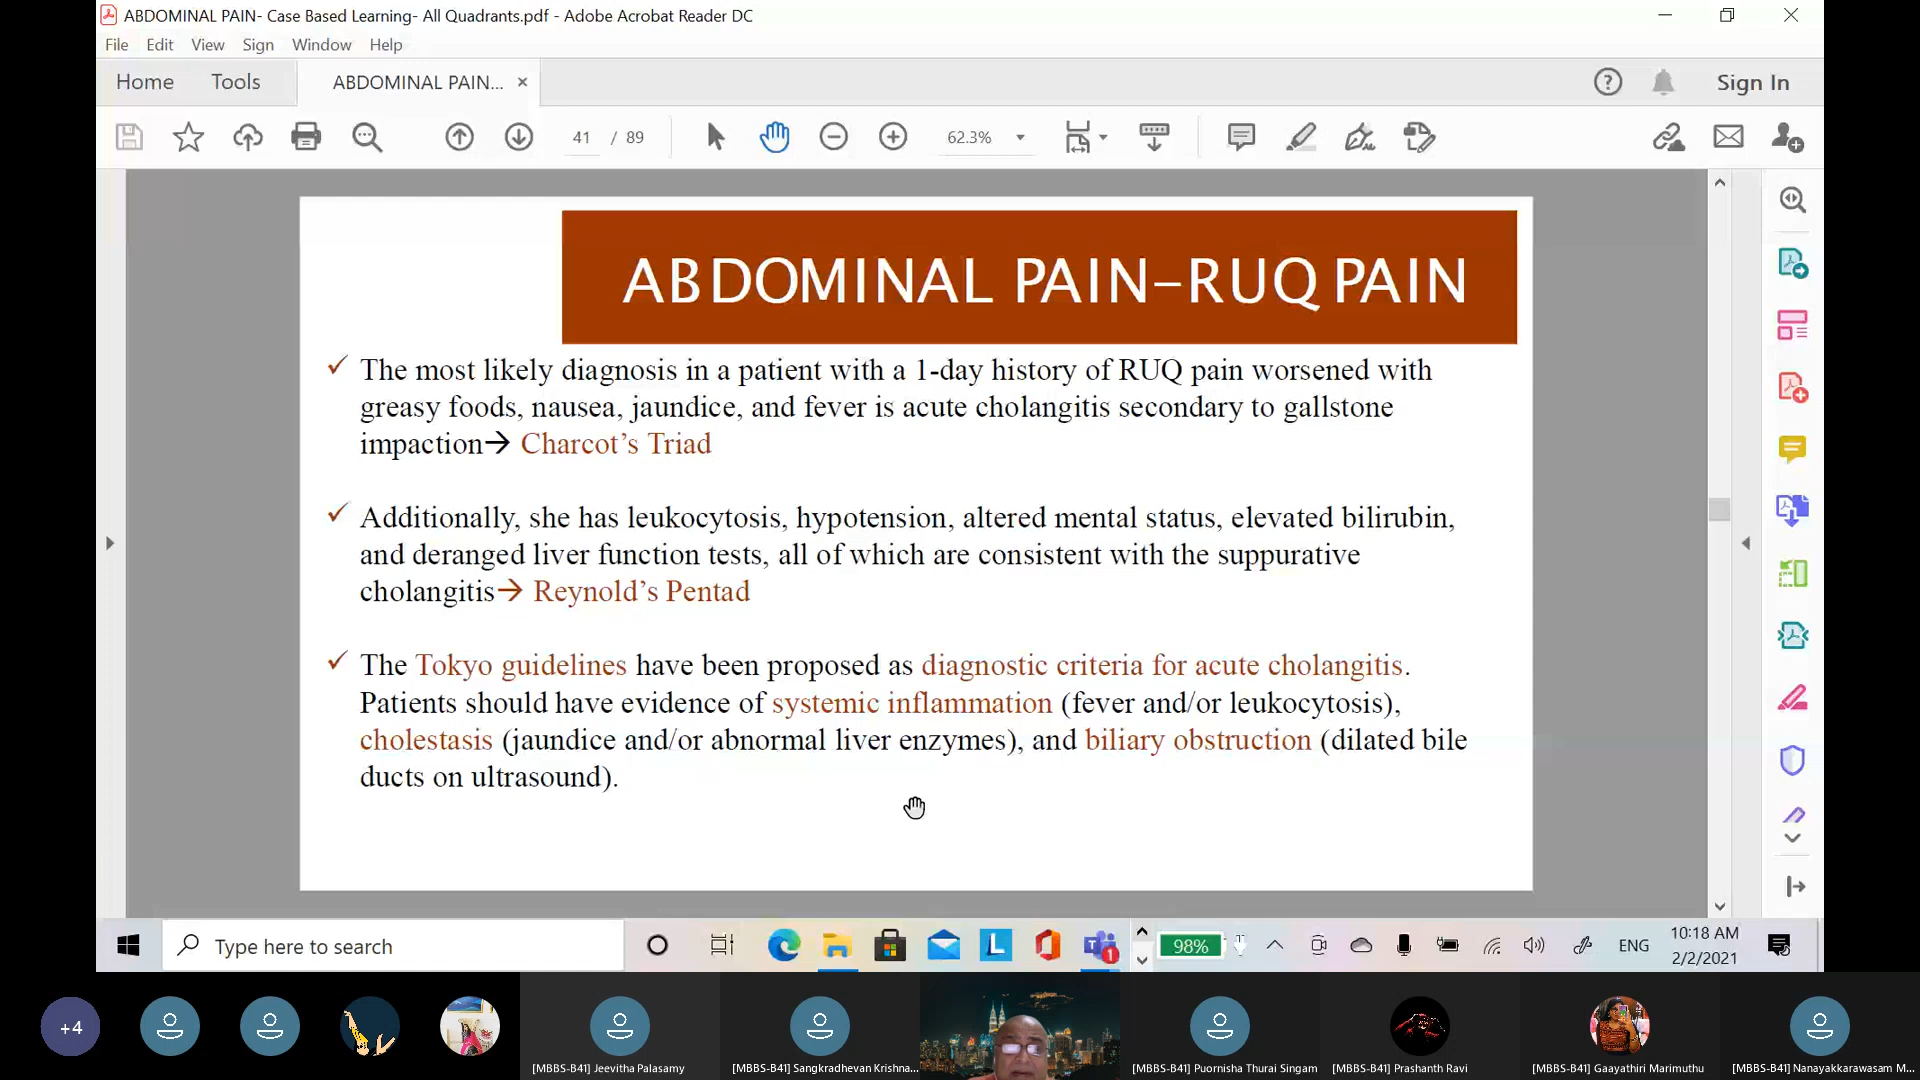 ABDOMINAL PAIN- Case Based Learning- All Quadrants.pdf - Adobe Acrobat Reader DC
File Edit View Sign Window Help
Home Tools ABDOMINAL PAIN... × Sign In
41 / 89 62.3%
ABDOMINAL PAIN–RUQ PAIN
✓ The most likely diagnosis in a patient with a 1-day history of RUQ pain worsened with
greasy foods, nausea, jaundice, and fever is acute cholangitis secondary to gallstone
impaction→ Charcot’s Triad
✓ Additionally, she has leukocytosis, hypotension, altered mental status, elevated bilirubin,
and deranged liver function tests, all of which are consistent with the suppurative
cholangitis→ Reynold’s Pentad
✓ The Tokyo guidelines have been proposed as diagnostic criteria for acute cholangitis.
Patients should have evidence of systemic inflammation (fever and/or leukocytosis),
cholestasis (jaundice and/or abnormal liver enzymes), and biliary obstruction (dilated bile
ducts on ultrasound).
Type here to search
L
1
98%
ENG
10:18 AM
2/2/2021
+4
[MBBS-B41] Jeevitha Palasamy
[MBBS-B41] Sangkradhevan Krishna...
[MBBS-B41] Puornisha Thurai Singam
[MBBS-B41] Prashanth Ravi
[MBBS-B41] Gaayathiri Marimuthu
[MBBS-B41] Nanayakkarawasam M...